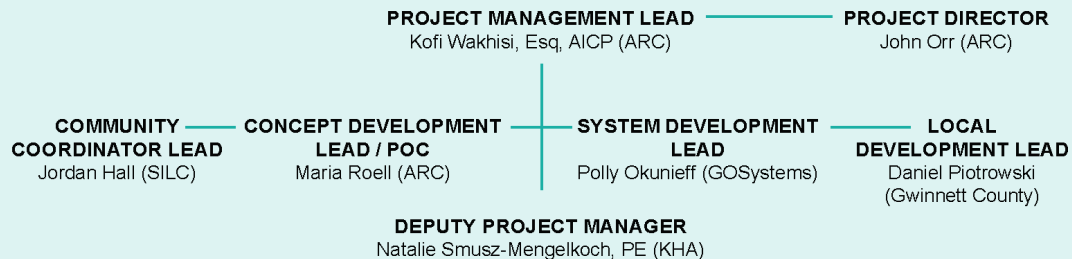 PROJECT MANAGEMENT LEAD
Kofi Wakhisi, Esq, AICP (ARC)
PROJECT DIRECTOR
John Orr (ARC)
COMMUNITY
COORDINATOR LEAD
Jordan Hall (SILC)
CONCEPT DEVELOPMENT
LEAD / POC
Maria Roell (ARC)
SYSTEM DEVELOPMENT
LEAD
Polly Okunieff (GOSystems)
LOCAL
DEVELOPMENT LEAD
Daniel Piotrowski
(Gwinnett County)
DEPUTY PROJECT MANAGER
Natalie Smusz-Mengelkoch, PE (KHA)